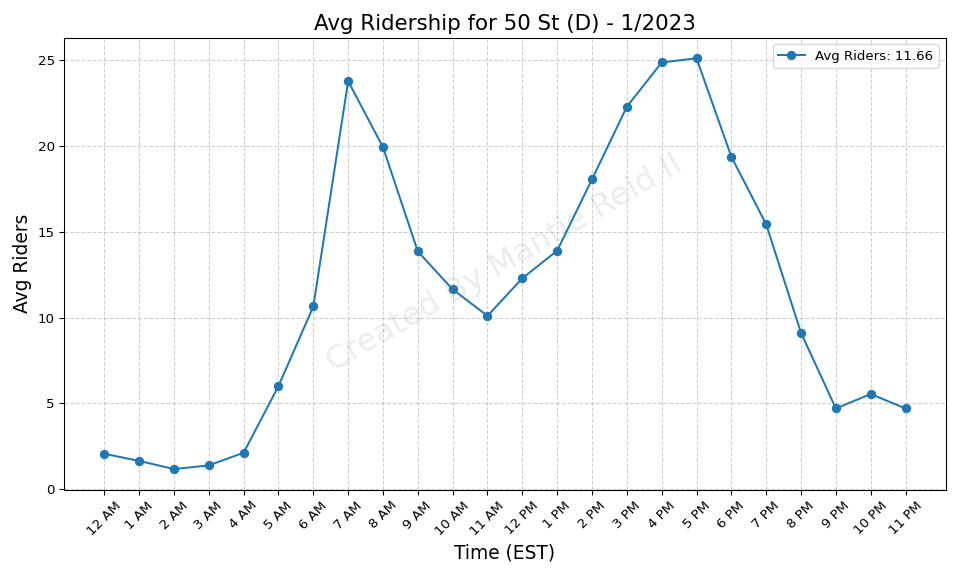 Avg Ridership for 50 St (D) - 1/2023
Avg Riders: 11.66
Avg Riders
25
20
15
10
5
0
Created By Mantie Reid II
12 AM
1 AM
2 AM
3 AM
4 AM
5 AM
6 AM
7 AM
8 AM
9 AM
10 AM
11 AM
12 PM
1 PM
2 PM
3 PM
4 PM
5 PM
6 PM
7 PM
8 PM
9 PM
10 PM
11 PM
Time (EST)